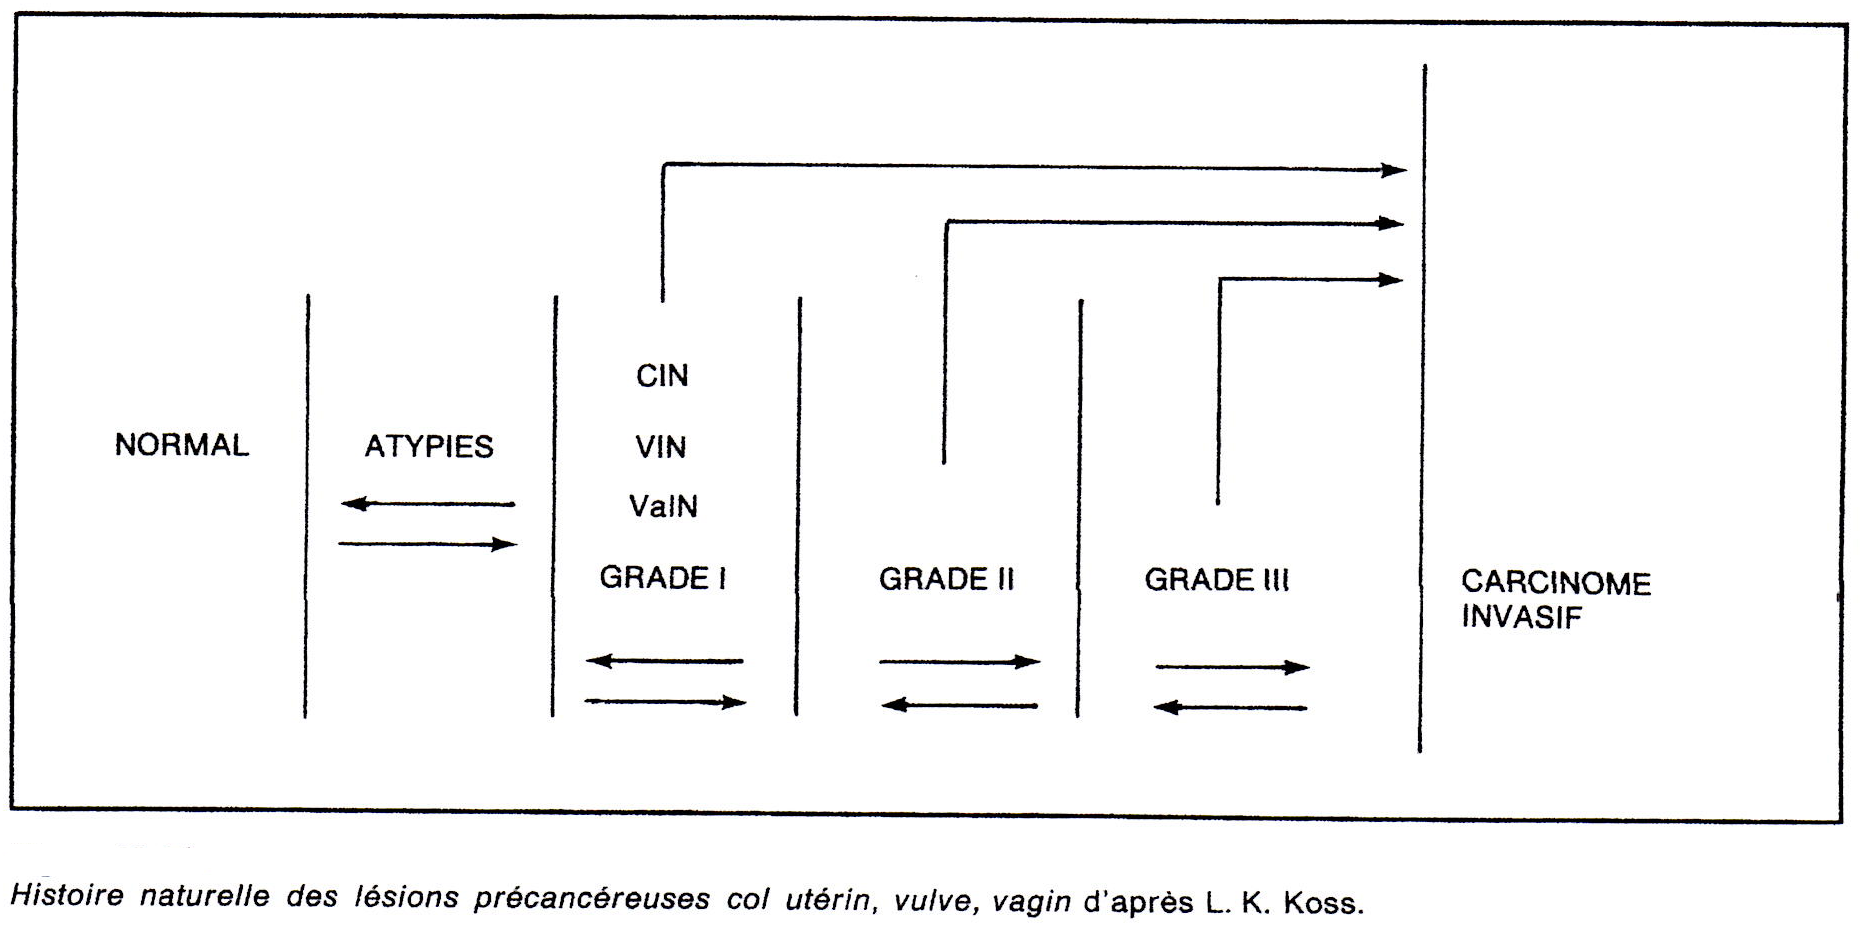 CIN
NORMAL
ATYPIES
VIN
VaIN
GRADE I
GRADE II
GRADE III
CARCINOME
INVASIF
Histoire naturelle des lésions précancéreuses col utérin, vulve, vagin d'après L. K. Koss.